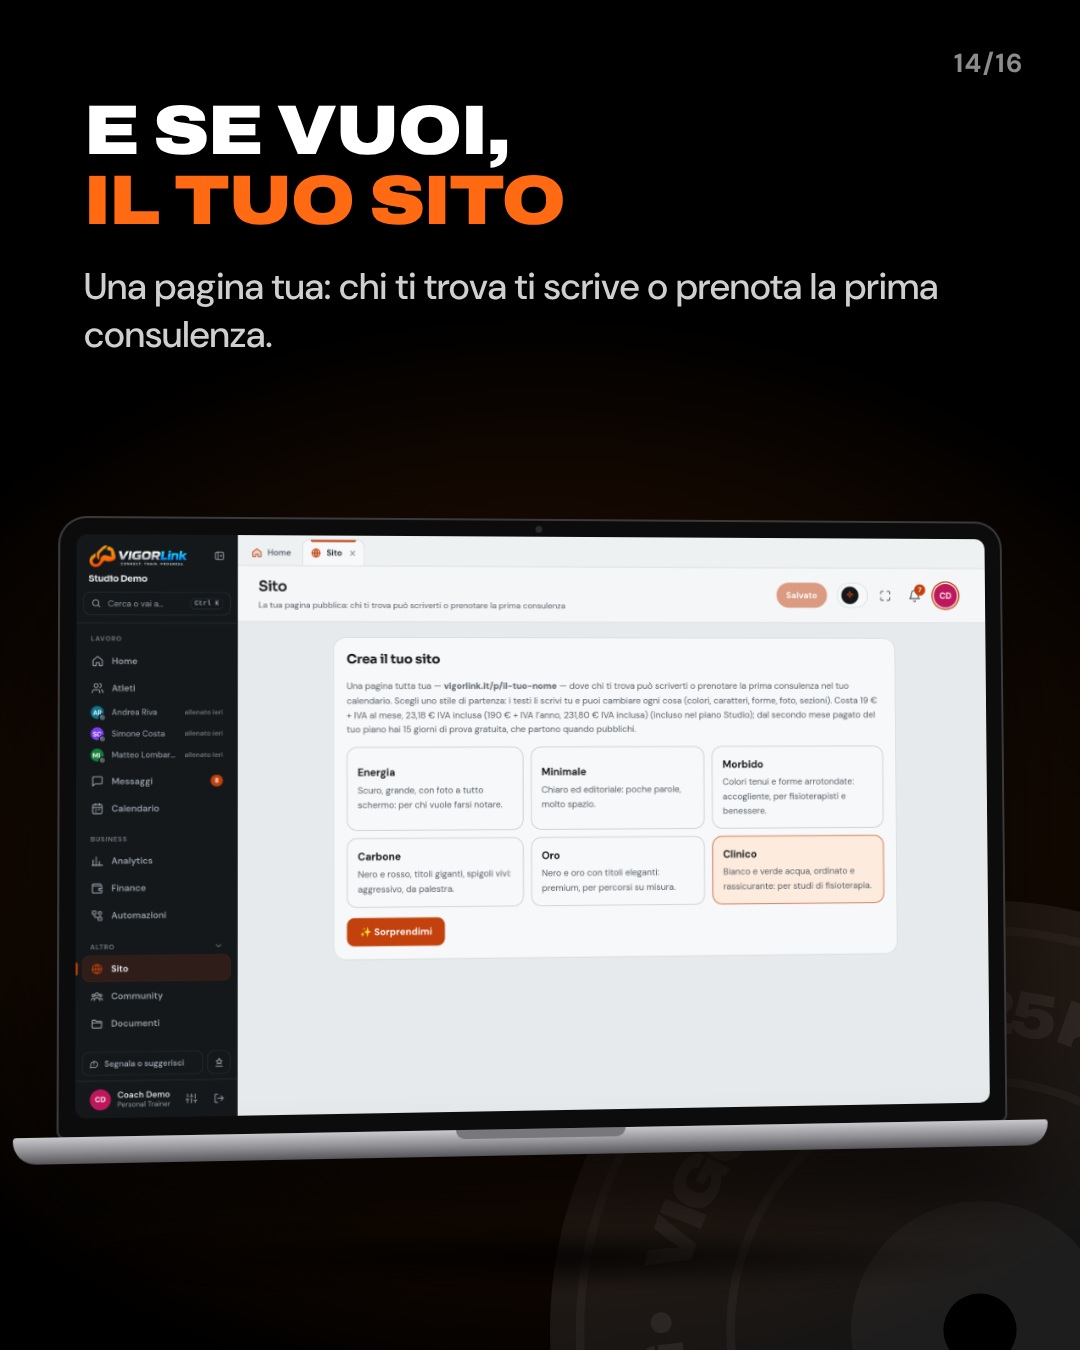 14/16
E SE VUOI,
IL TUO SITO
Una pagina tua: chi ti trova ti scrive o prenota la prima
consulenza.
VIGORLink
CONNECT. TRAIN. PROGRESS.
Studio Demo
Cerca o vai a...
Ctrl K
LAVORO
Home
Atleti
AR Andrea Riva allenato ieri
SC Simone Costa allenato ieri
Matteo Lombar... allenato ieri
Messaggi 8
Calendario
BUSINESS
Analytics
Finance
Automazioni
ALTRO
Sito
Community
Documenti
Segnala o suggerisci
CD Coach Demo
Personal Trainer
Home
Sito ×
Sito
La tua pagina pubblica: chi ti trova può scriverti o prenotare la prima consulenza
Salvato
7
CD
Crea il tuo sito
Una pagina tutta tua — vigorlink.it/p/il-tuo-nome — dove chi ti trova può scriverti o prenotare la prima consulenza nel tuo
calendario. Scegli uno stile di partenza: i testi li scrivi tu e puoi cambiare ogni cosa (colori, caratteri, forme, foto, sezioni). Costa 19 €
+ IVA al mese, 23,18 € IVA inclusa (190 € + IVA l'anno, 231,80 € IVA inclusa) (incluso nel piano Studio); dal secondo mese pagato del
tuo piano hai 15 giorni di prova gratuita, che partono quando pubblichi.
Energia
Scuro, grande, con foto a tutto
schermo: per chi vuole farsi notare.
Minimale
Chiaro ed editoriale: poche parole,
molto spazio.
Morbido
Colori tenui e forme arrotondate:
accogliente, per fisioterapisti e
benessere.
Carbone
Nero e rosso, titoli giganti, spigoli vivi:
aggressivo, da palestra.
Oro
Nero e oro con titoli eleganti:
premium, per percorsi su misura.
Clinico
Bianco e verde acqua, ordinato e
rassicurante: per studi di fisioterapia.
✨ Sorprendimi